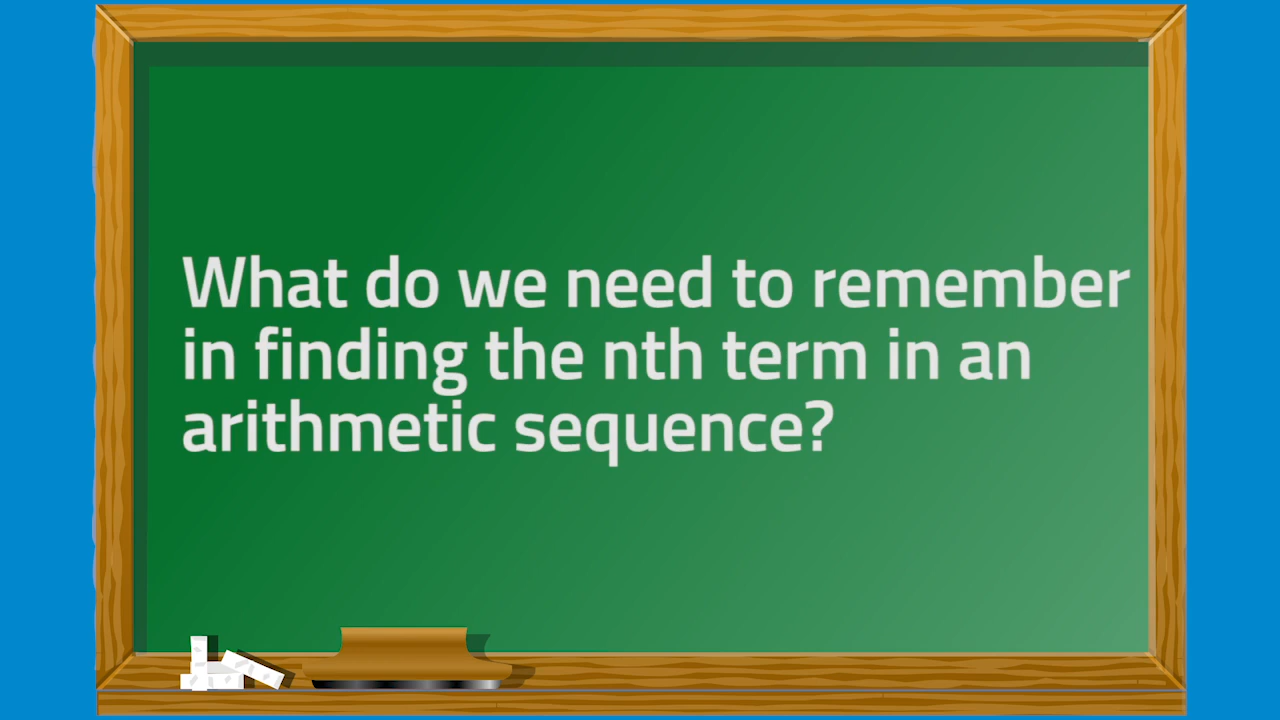 What do we need to remember
in finding the nth term in an
arithmetic sequence?